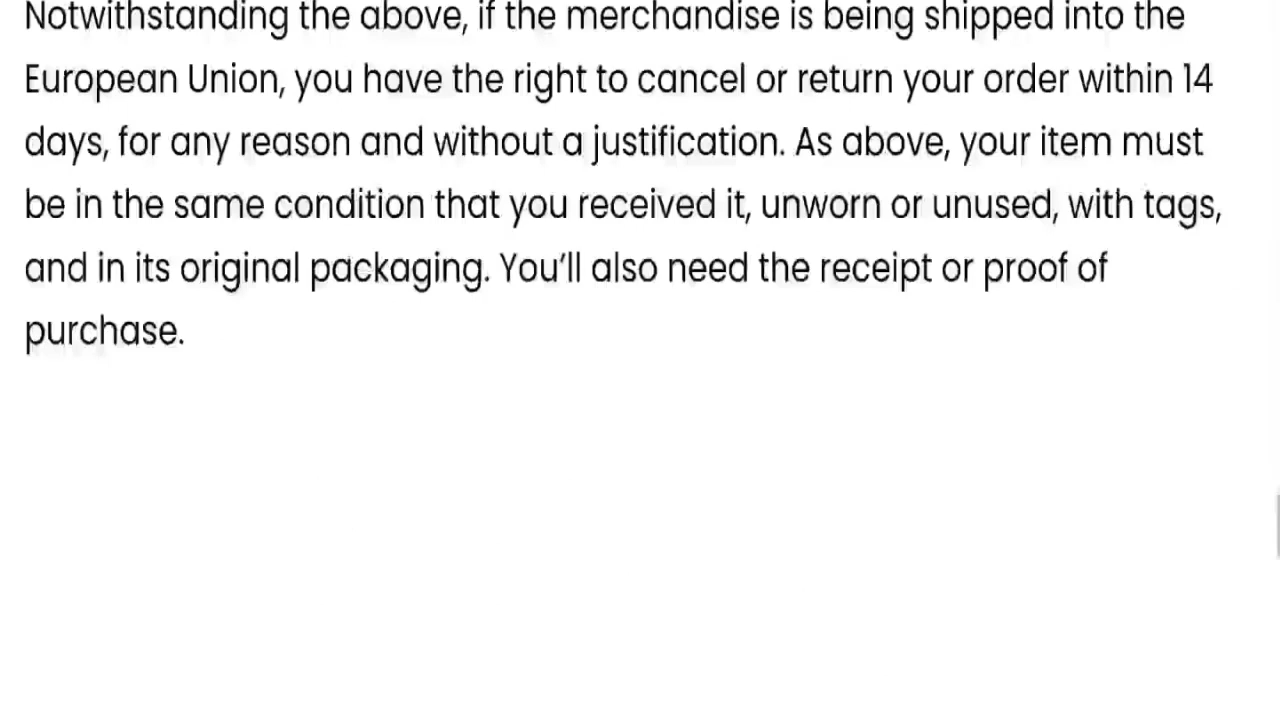 Notwithstanding the above, if the merchandise is being shipped into the
European Union, you have the right to cancel or return your order within 14
days, for any reason and without a justification. As above, your item must
be in the same condition that you received it, unworn or unused, with tags,
and in its original packaging. You’ll also need the receipt or proof of
purchase.